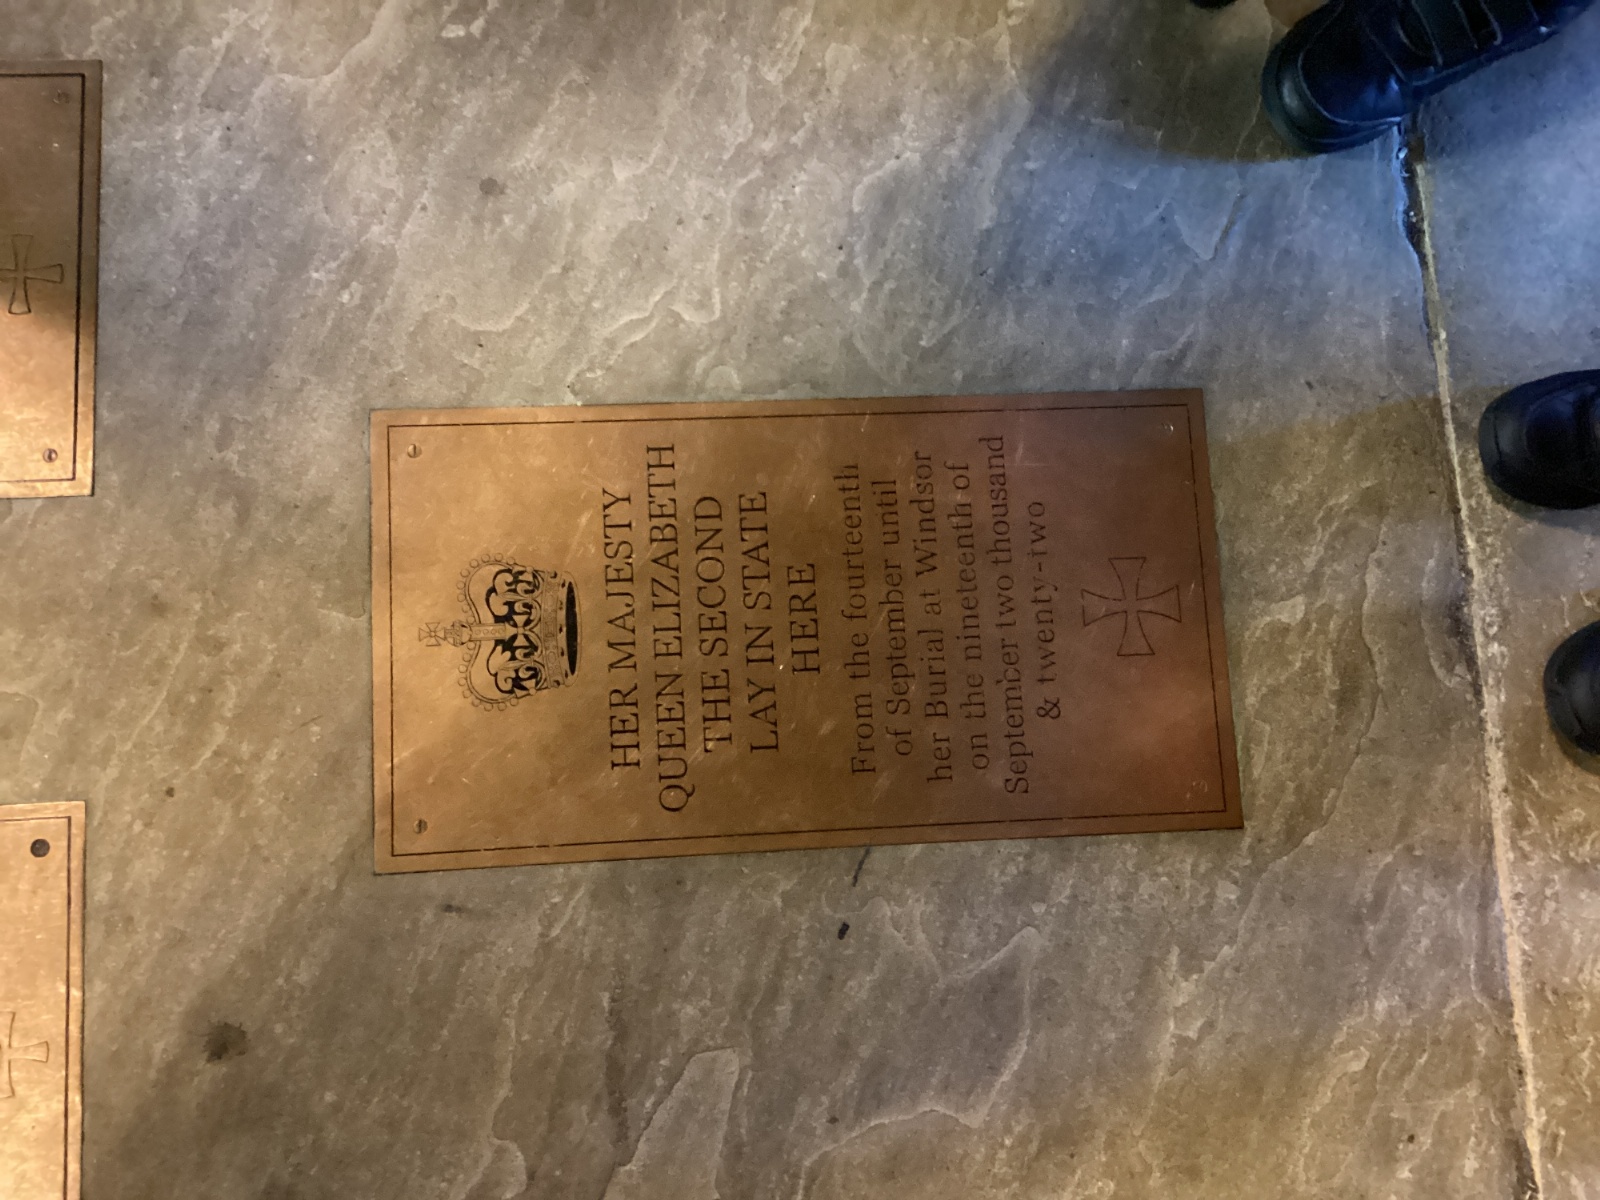 HER MAJESTY
QUEEN ELIZABETH
THE SECOND
LAY IN STATE
HERE
From the fourteenth
of September until
her Burial at Windsor
on the nineteenth of
September two thousand
& twenty-two